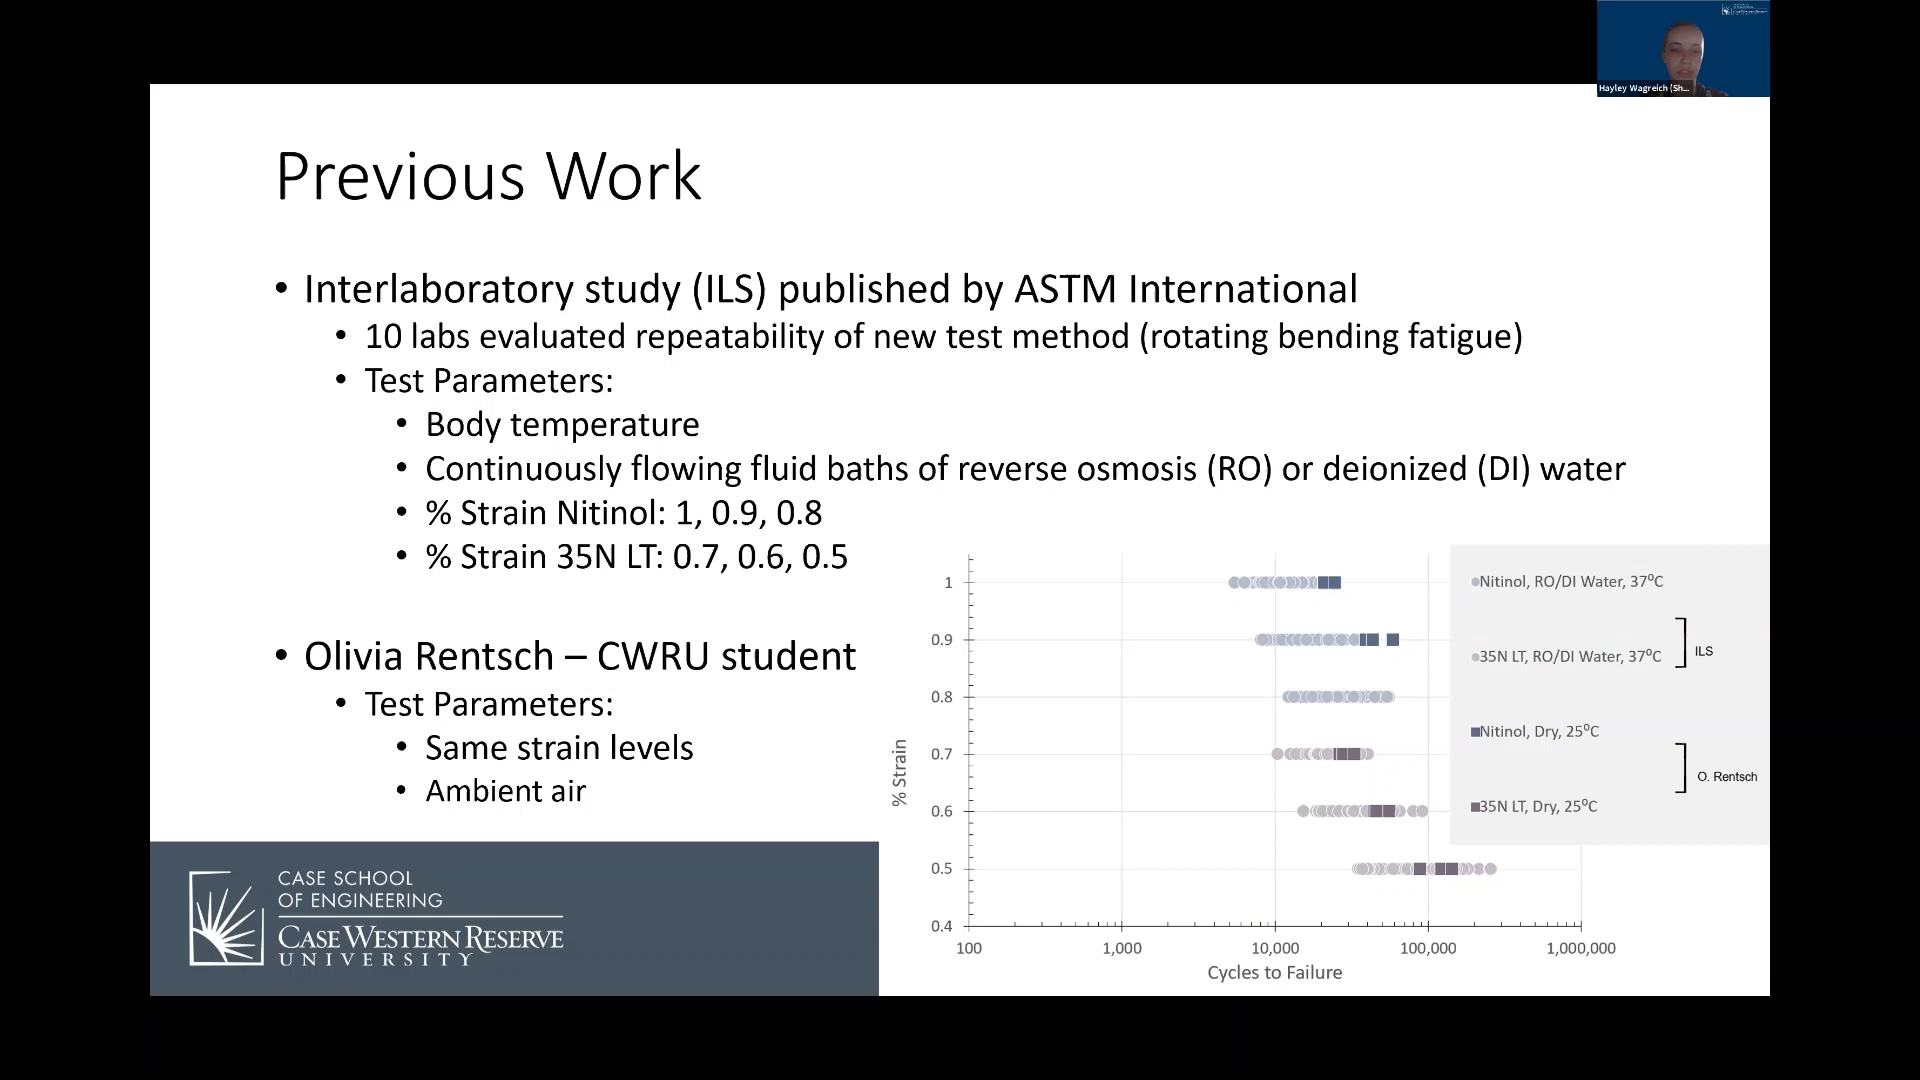 Hayley Wagreich (Sh...
Previous Work
• Interlaboratory study (ILS) published by ASTM International
• 10 labs evaluated repeatability of new test method (rotating bending fatigue)
• Test Parameters:
• Body temperature
• Continuously flowing fluid baths of reverse osmosis (RO) or deionized (DI) water
• % Strain Nitinol: 1, 0.9, 0.8
• % Strain 35N LT: 0.7, 0.6, 0.5
• Olivia Rentsch – CWRU student
• Test Parameters:
• Same strain levels
• Ambient air
% Strain
1
0.9
0.8
0.7
0.6
0.5
0.4
100 1,000 10,000 100,000 1,000,000
Cycles to Failure
Nitinol, RO/DI Water, 37⁰C
35N LT, RO/DI Water, 37⁰C
ILS
Nitinol, Dry, 25⁰C
35N LT, Dry, 25⁰C
O. Rentsch
CASE SCHOOL
OF ENGINEERING
CASE WESTERN RESERVE
UNIVERSITY